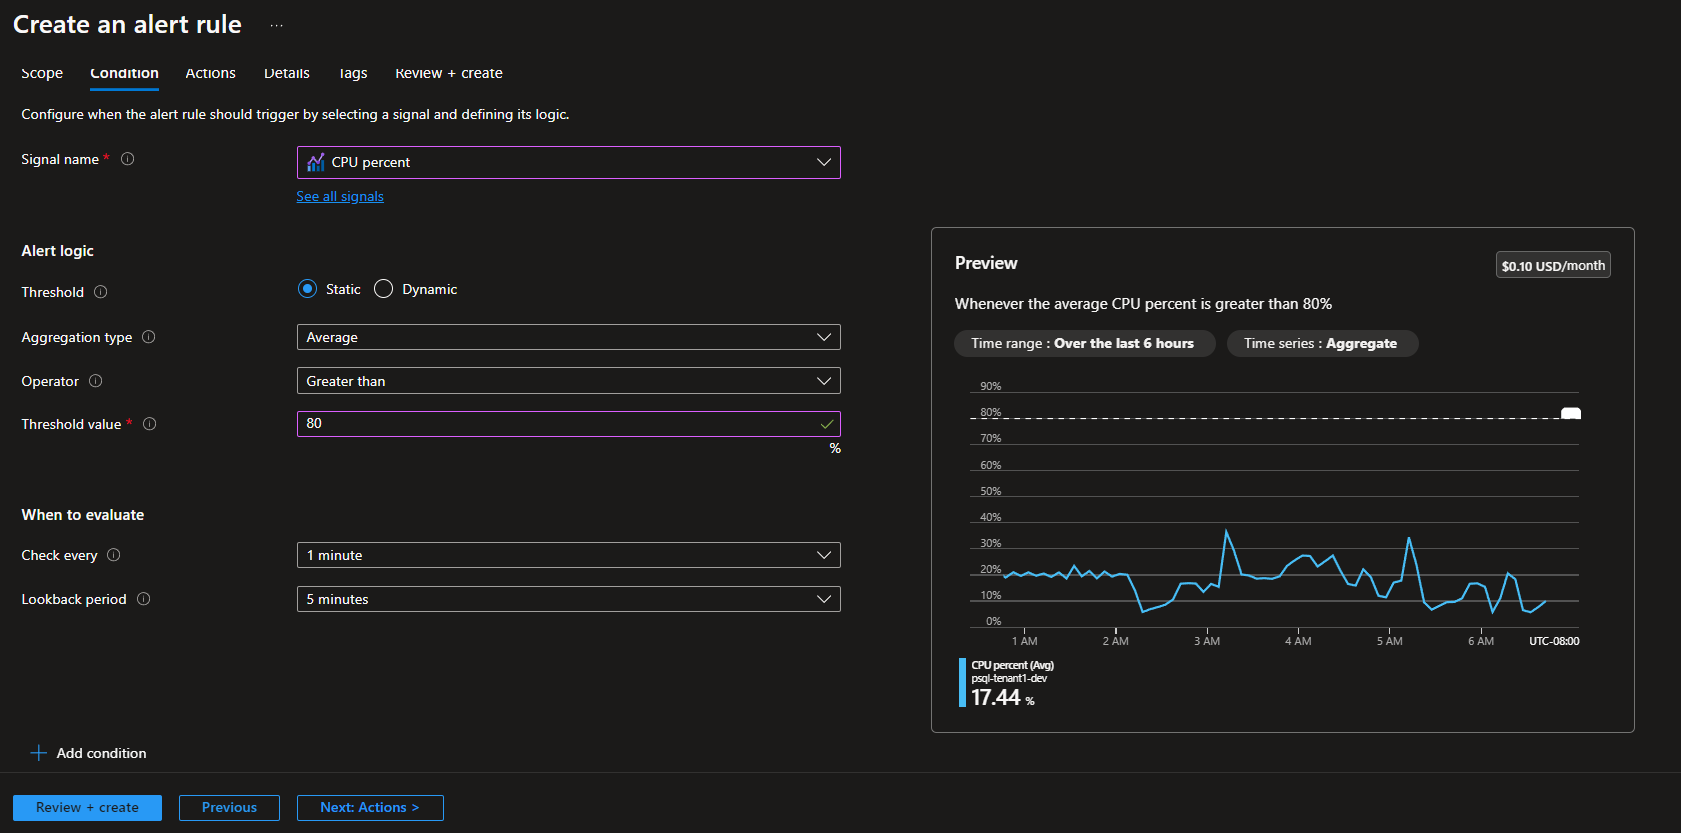 Create an alert rule ...
Scope Condition Actions Details Tags Review + create
Configure when the alert rule should trigger by selecting a signal and defining its logic.
Signal name * CPU percent
See all signals
Alert logic
Threshold Static Dynamic
Aggregation type Average
Operator Greater than
Threshold value * 80
%
When to evaluate
Check every 1 minute
Lookback period 5 minutes
Preview $0.10 USD/month
Whenever the average CPU percent is greater than 80%
Time range : Over the last 6 hours Time series : Aggregate
90%
80%
70%
60%
50%
40%
30%
20%
10%
0%
1 AM 2 AM 3 AM 4 AM 5 AM 6 AM UTC-08:00
CPU percent (Avg)
psql-tenant1-dev
17.44 %
+ Add condition
Review + create Previous Next: Actions >